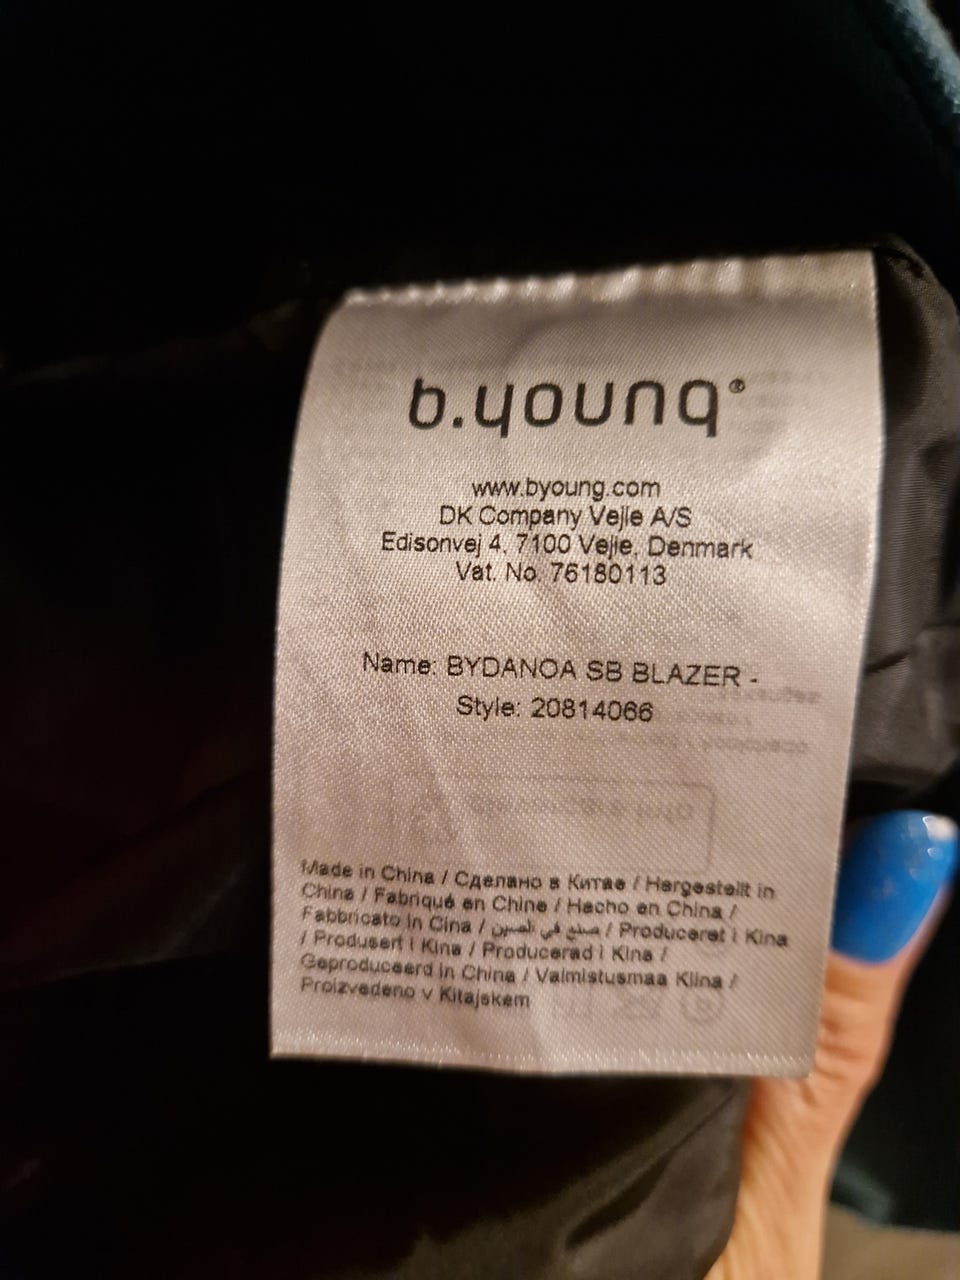 b.young®
www.byoung.com
DK Company Vejle A/S
Edisonvej 4, 7100 Vejle, Denmark
Vat. No. 76180113
Name: BYDANOA SB BLAZER -
Style: 20814066
Made in China / Сделано в Китае / Hergestellt in
China / Fabriqué en Chine / Hecho en China /
Fabbricato in Cina / صنع في الصين / Produceret i Kina
/ Produsert i Kina / Producerad i Kina /
Geproduceerd in China / Valmistusmaa Kiina /
Proizvedeno v Kitajskem